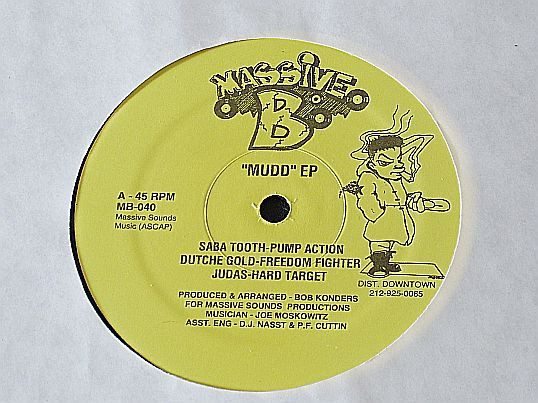 MASSIVE
B
"MUDD" EP
A - 45 RPM
MB-040
Massive Sounds
Music (ASCAP)
SABA TOOTH-PUMP ACTION
DUTCHE GOLD-FREEDOM FIGHTER
JUDAS-HARD TARGET
DIST. DOWNTOWN
212-925-0065
PRODUCED & ARRANGED - BOB KONDERS
FOR MASSIVE SOUNDS PRODUCTIONS
MUSICIAN - JOE MOSKOWITZ
ASST. ENG - D.J. NASST & P.F. CUTTIN